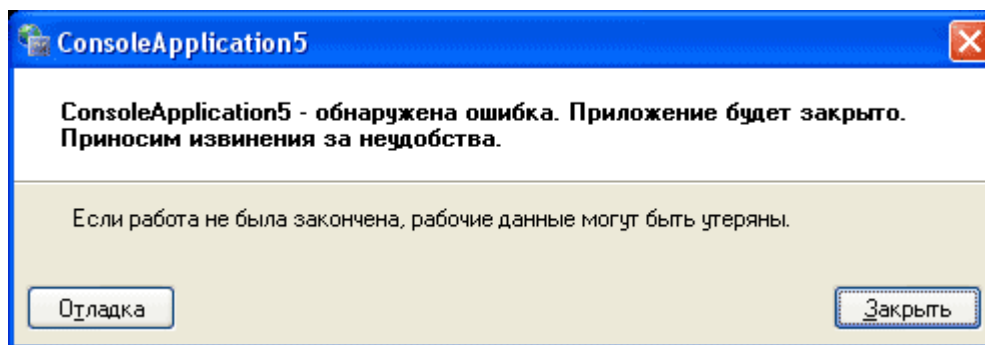 ConsoleApplication5
ConsoleApplication5 - обнаружена ошибка. Приложение будет закрыто.
Приносим извинения за неудобства.
Если работа не была закончена, рабочие данные могут быть утеряны.
Отладка Закрыть